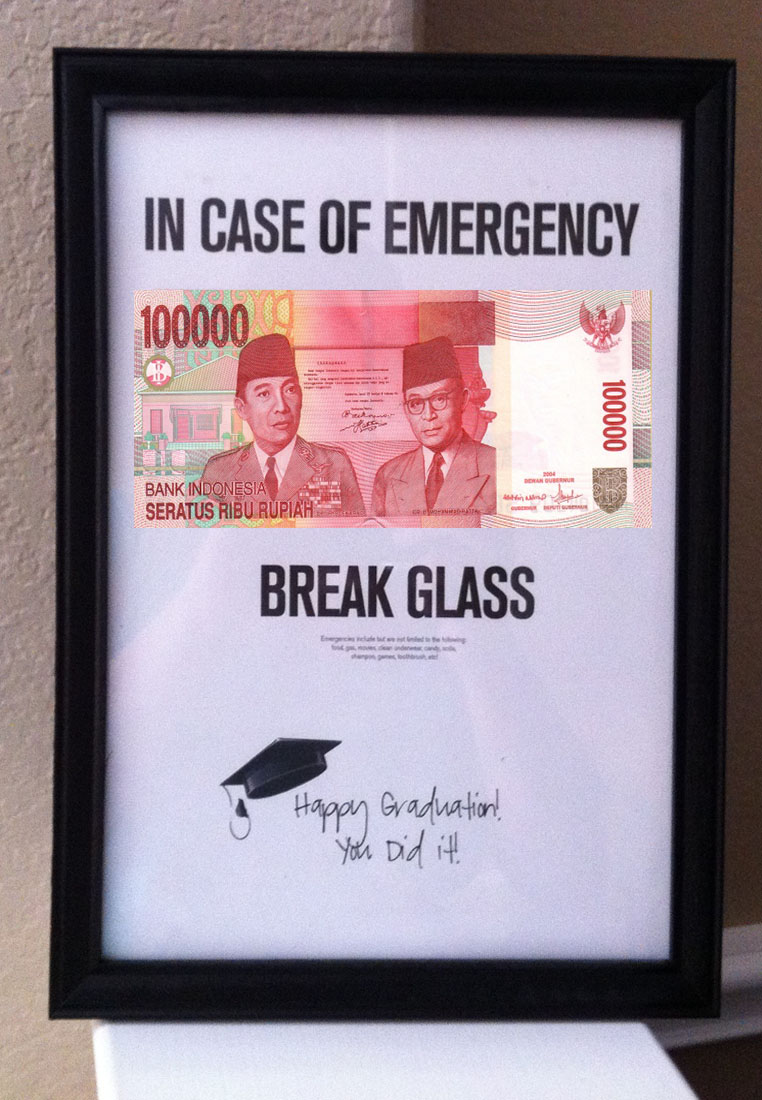 IN CASE OF EMERGENCY
100000
100000
2004
DEWAN GUBERNUR
GUBERNUR DEPUTI GUBERNUR
BANK INDONESIA
SERATUS RIBU RUPIAH
BREAK GLASS
Emergencies include but are not limited to the following:
food, gas, movies, clean underwear, candy, soda,
shampoo, games, toothbrush, etc!
Happy Graduation!
You Did it!